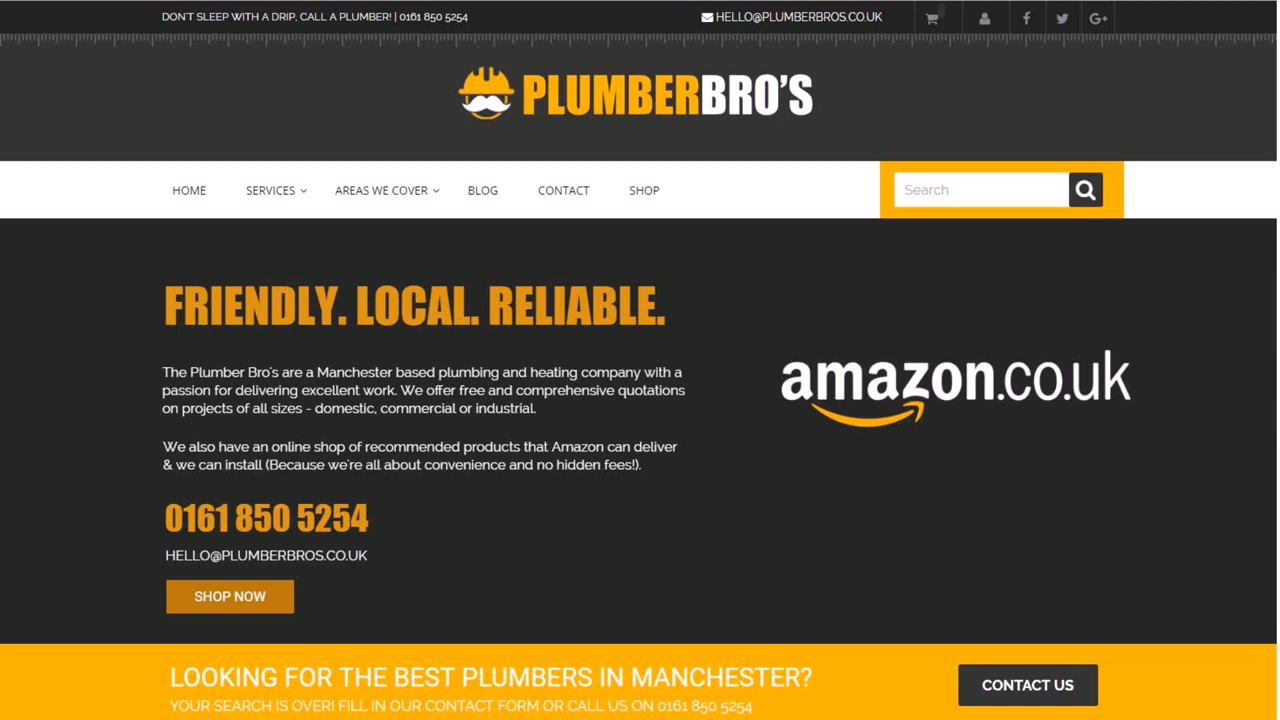 DON'T SLEEP WITH A DRIP, CALL A PLUMBER! | 0161 850 5254
HELLO@PLUMBERBROS.CO.UK
G+
PLUMBERBRO'S
HOME
SERVICES
AREAS WE COVER
BLOG
CONTACT
SHOP
Search
FRIENDLY. LOCAL. RELIABLE.
The Plumber Bro's are a Manchester based plumbing and heating company with a
passion for delivering excellent work. We offer free and comprehensive quotations
on projects of all sizes - domestic, commercial or industrial.
We also have an online shop of recommended products that Amazon can deliver
& we can install (Because we're all about convenience and no hidden fees!).
amazon.co.uk
0161 850 5254
HELLO@PLUMBERBROS.CO.UK
SHOP NOW
LOOKING FOR THE BEST PLUMBERS IN MANCHESTER?
YOUR SEARCH IS OVER! FILL IN OUR CONTACT FORM OR CALL US ON 0161 850 5254
CONTACT US